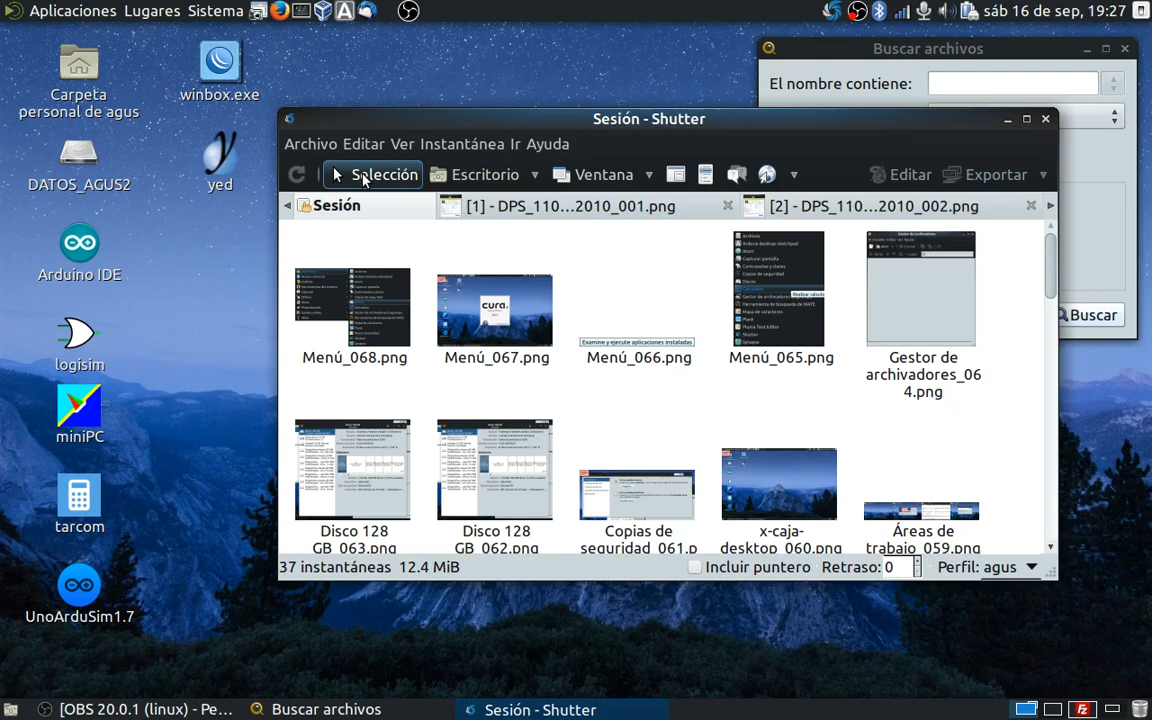 Aplicaciones Lugares Sistema
sáb 16 de sep, 19:27
Carpeta
personal de agus
winbox.exe
DATOS_AGUS2
yed
Arduino IDE
logisim
miniPC
tarcom
UnoArduSim1.7
Buscar archivos
El nombre contiene:
Buscar
Sesión - Shutter
Archivo Editar Ver Instantánea Ir Ayuda
Selección Escritorio Ventana Editar Exportar
Sesión [1] - DPS_110...2010_001.png [2] - DPS_110...2010_002.png
cura.
Examine y ejecute aplicaciones instaladas
Menú_068.png Menú_067.png Menú_066.png Menú_065.png Gestor de
archivadores_06
4.png
Disco 128
GB_063.png
Disco 128
GB_062.png
Copias de
seguridad_061.p
x-caja-
desktop_060.png
Áreas de
trabajo_059.png
37 instantáneas 12.4 MiB Incluir puntero Retraso: 0 Perfil: agus
[OBS 20.0.1 (linux) - Pe... Buscar archivos Sesión - Shutter